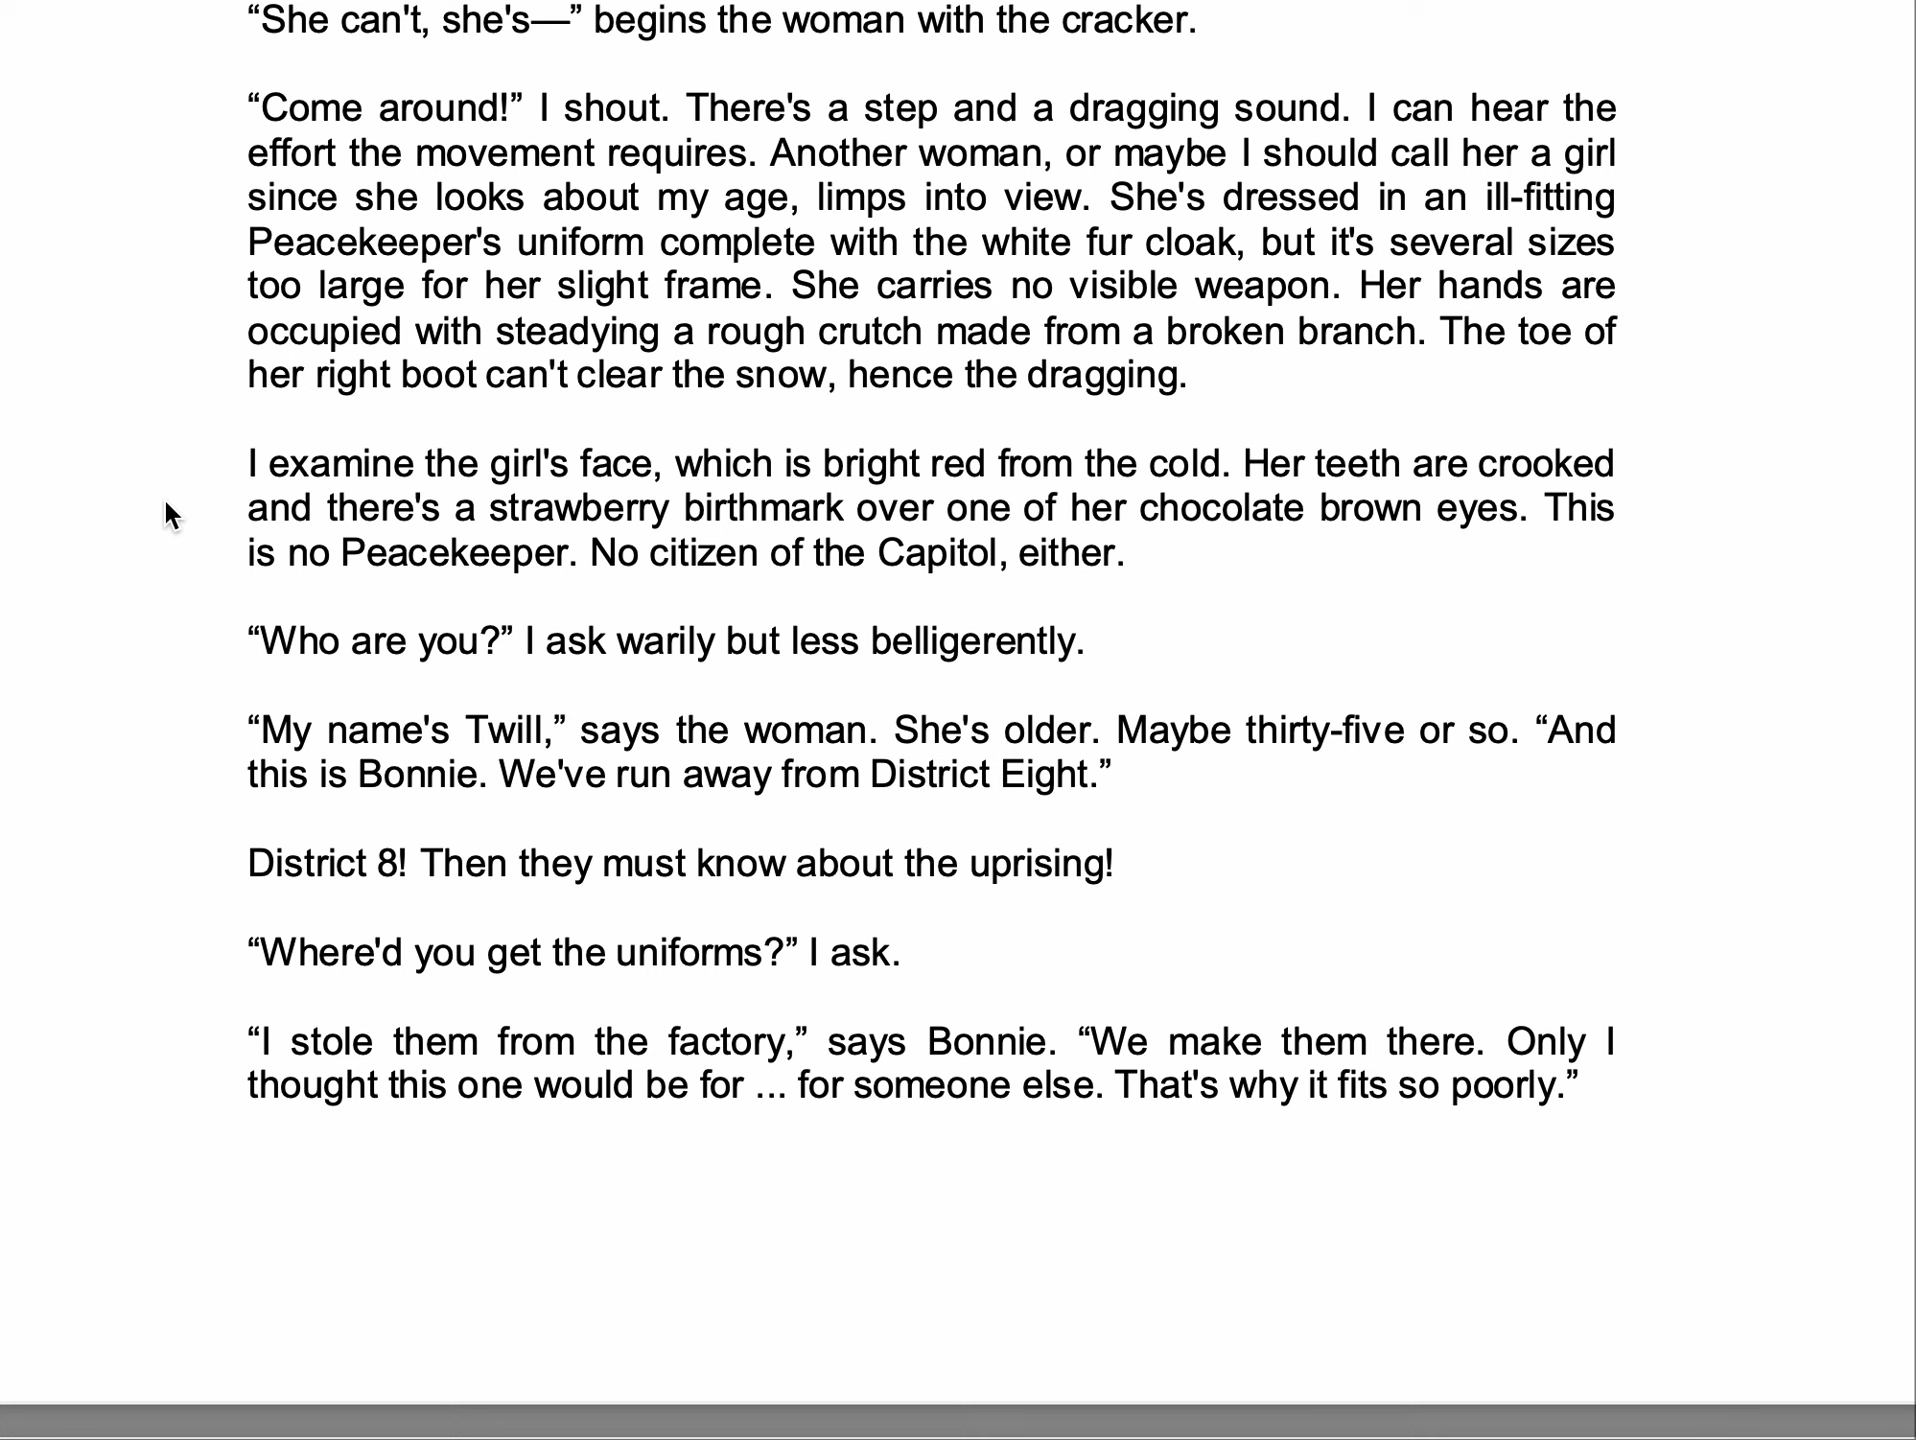 “She can't, she's—” begins the woman with the cracker.
“Come around!” I shout. There's a step and a dragging sound. I can hear the
effort the movement requires. Another woman, or maybe I should call her a girl
since she looks about my age, limps into view. She's dressed in an ill-fitting
Peacekeeper's uniform complete with the white fur cloak, but it's several sizes
too large for her slight frame. She carries no visible weapon. Her hands are
occupied with steadying a rough crutch made from a broken branch. The toe of
her right boot can't clear the snow, hence the dragging.
I examine the girl's face, which is bright red from the cold. Her teeth are crooked
and there's a strawberry birthmark over one of her chocolate brown eyes. This
is no Peacekeeper. No citizen of the Capitol, either.
“Who are you?” I ask warily but less belligerently.
“My name's Twill,” says the woman. She's older. Maybe thirty-five or so. “And
this is Bonnie. We've run away from District Eight.”
District 8! Then they must know about the uprising!
“Where'd you get the uniforms?” I ask.
“I stole them from the factory,” says Bonnie. “We make them there. Only I
thought this one would be for ... for someone else. That's why it fits so poorly.”